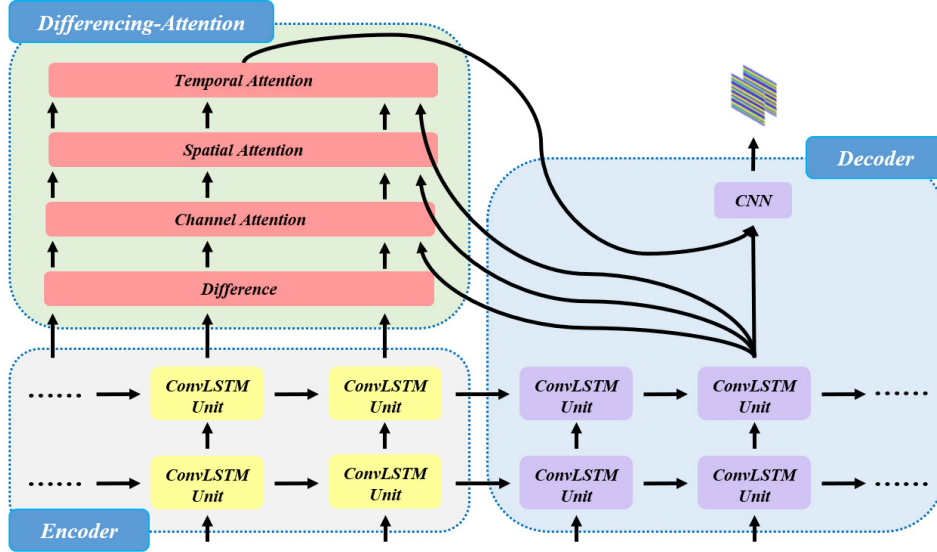 Differencing-Attention
Temporal Attention
Spatial Attention
Channel Attention
Difference
Decoder
CNN
...... ConvLSTM ConvLSTM ConvLSTM ConvLSTM ......
Unit Unit Unit Unit
...... ConvLSTM ConvLSTM ConvLSTM ConvLSTM ......
Unit Unit Unit Unit
Encoder